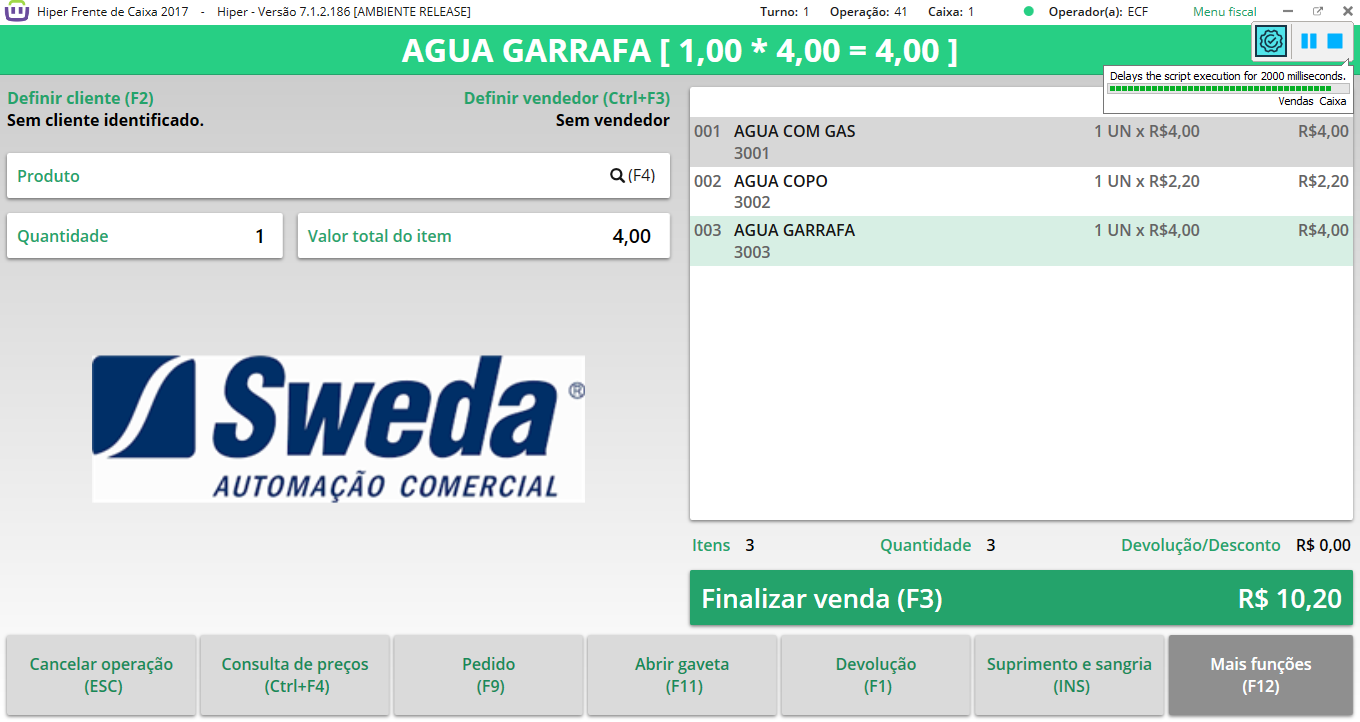 Hiper Frente de Caixa 2017 - Hiper - Versão 7.1.2.186 [AMBIENTE RELEASE] Turno: 1 Operação: 41 Caixa: 1 Operador(a): ECF Menu fiscal
AGUA GARRAFA [ 1,00 * 4,00 = 4,00 ]
Delays the script execution for 2000 milliseconds.
Vendas Caixa
Definir cliente (F2) Definir vendedor (Ctrl+F3)
Sem cliente identificado. Sem vendedor
Produto (F4)
Quantidade 1 Valor total do item 4,00
Sweda ®
AUTOMAÇÃO COMERCIAL
001 AGUA COM GAS 1 UN x R$4,00 R$4,00
3001
002 AGUA COPO 1 UN x R$2,20 R$2,20
3002
003 AGUA GARRAFA 1 UN x R$4,00 R$4,00
3003
Itens 3 Quantidade 3 Devolução/Desconto R$ 0,00
Finalizar venda (F3) R$ 10,20
Cancelar operação
(ESC)
Consulta de preços
(Ctrl+F4)
Pedido
(F9)
Abrir gaveta
(F11)
Devolução
(F1)
Suprimento e sangria
(INS)
Mais funções
(F12)